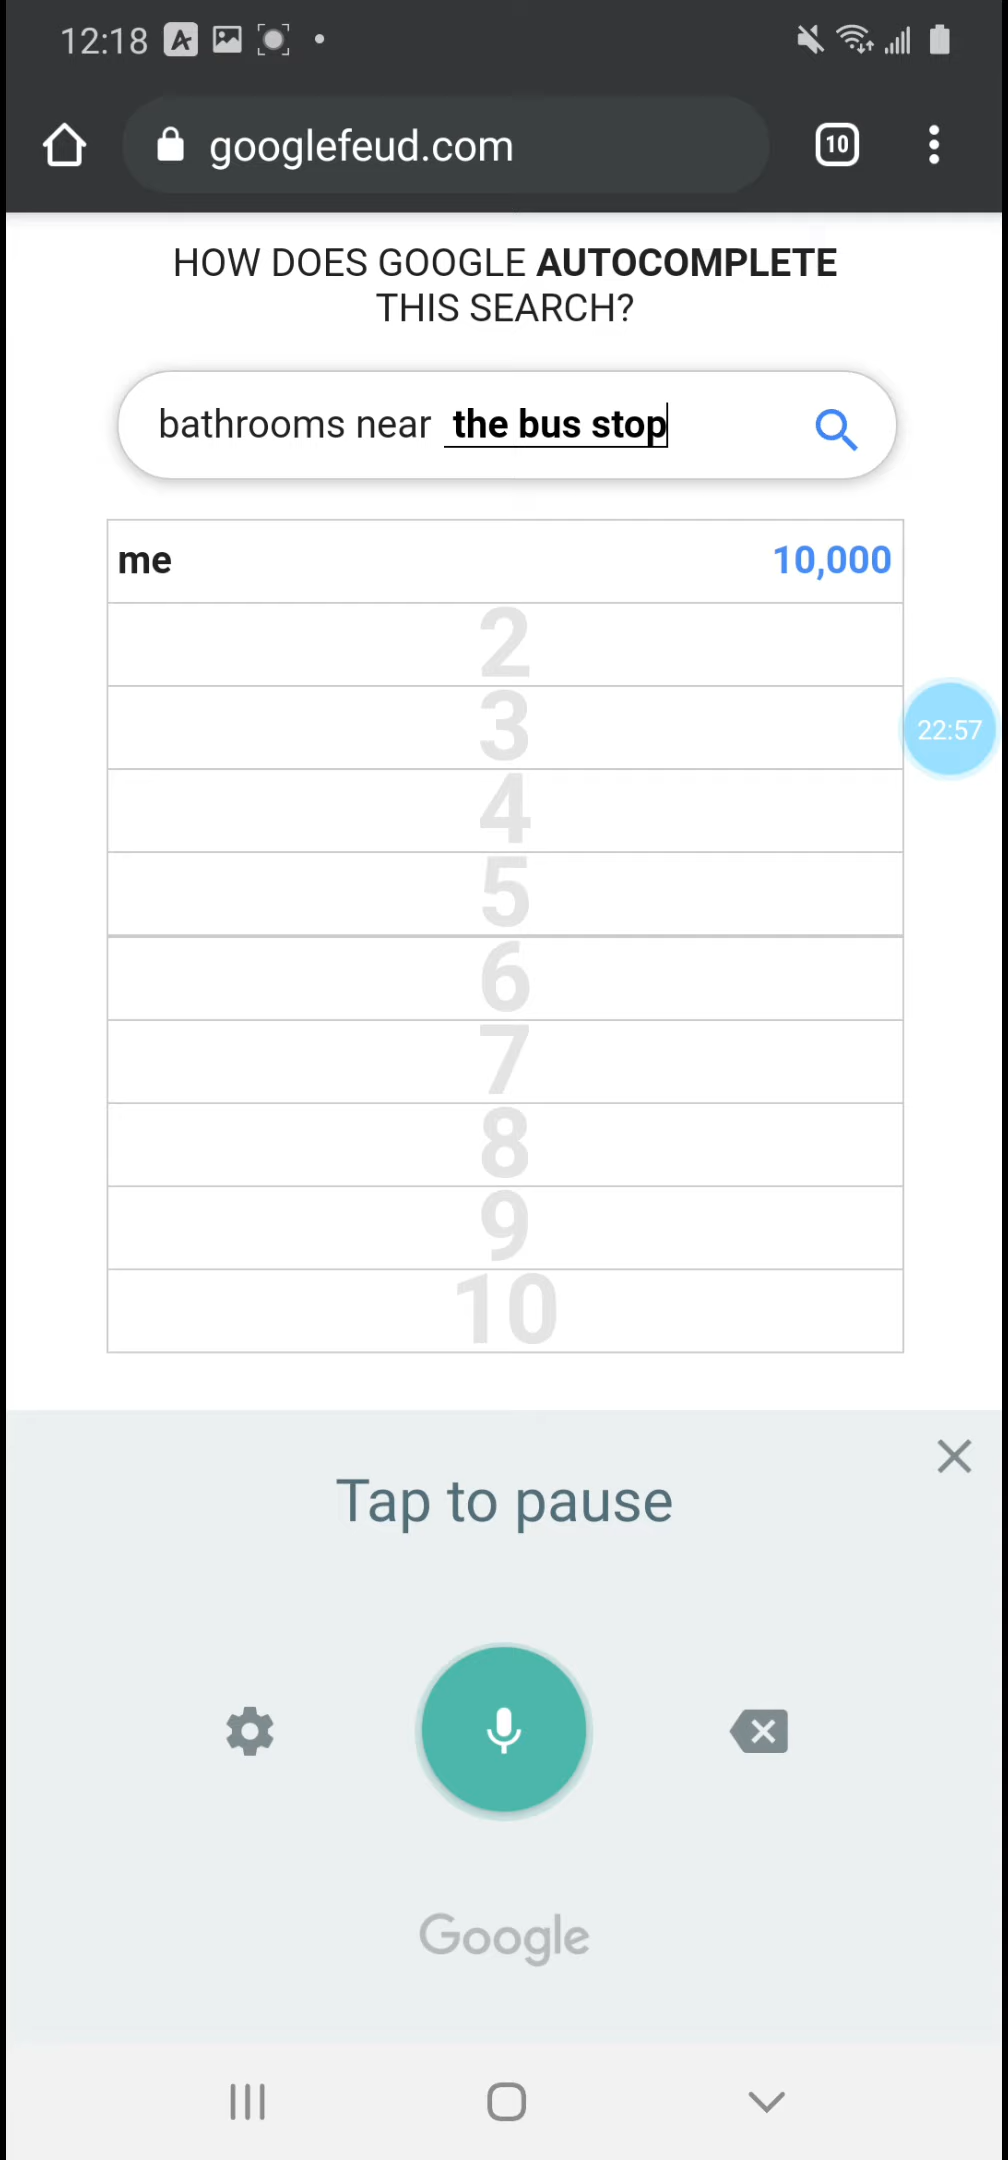 12:18
10
googlefeud.com
HOW DOES GOOGLE AUTOCOMPLETE
THIS SEARCH?
bathrooms near the bus stop
me 10,000
2
3
22:57
4
5
6
7
8
9
10
Tap to pause
Google